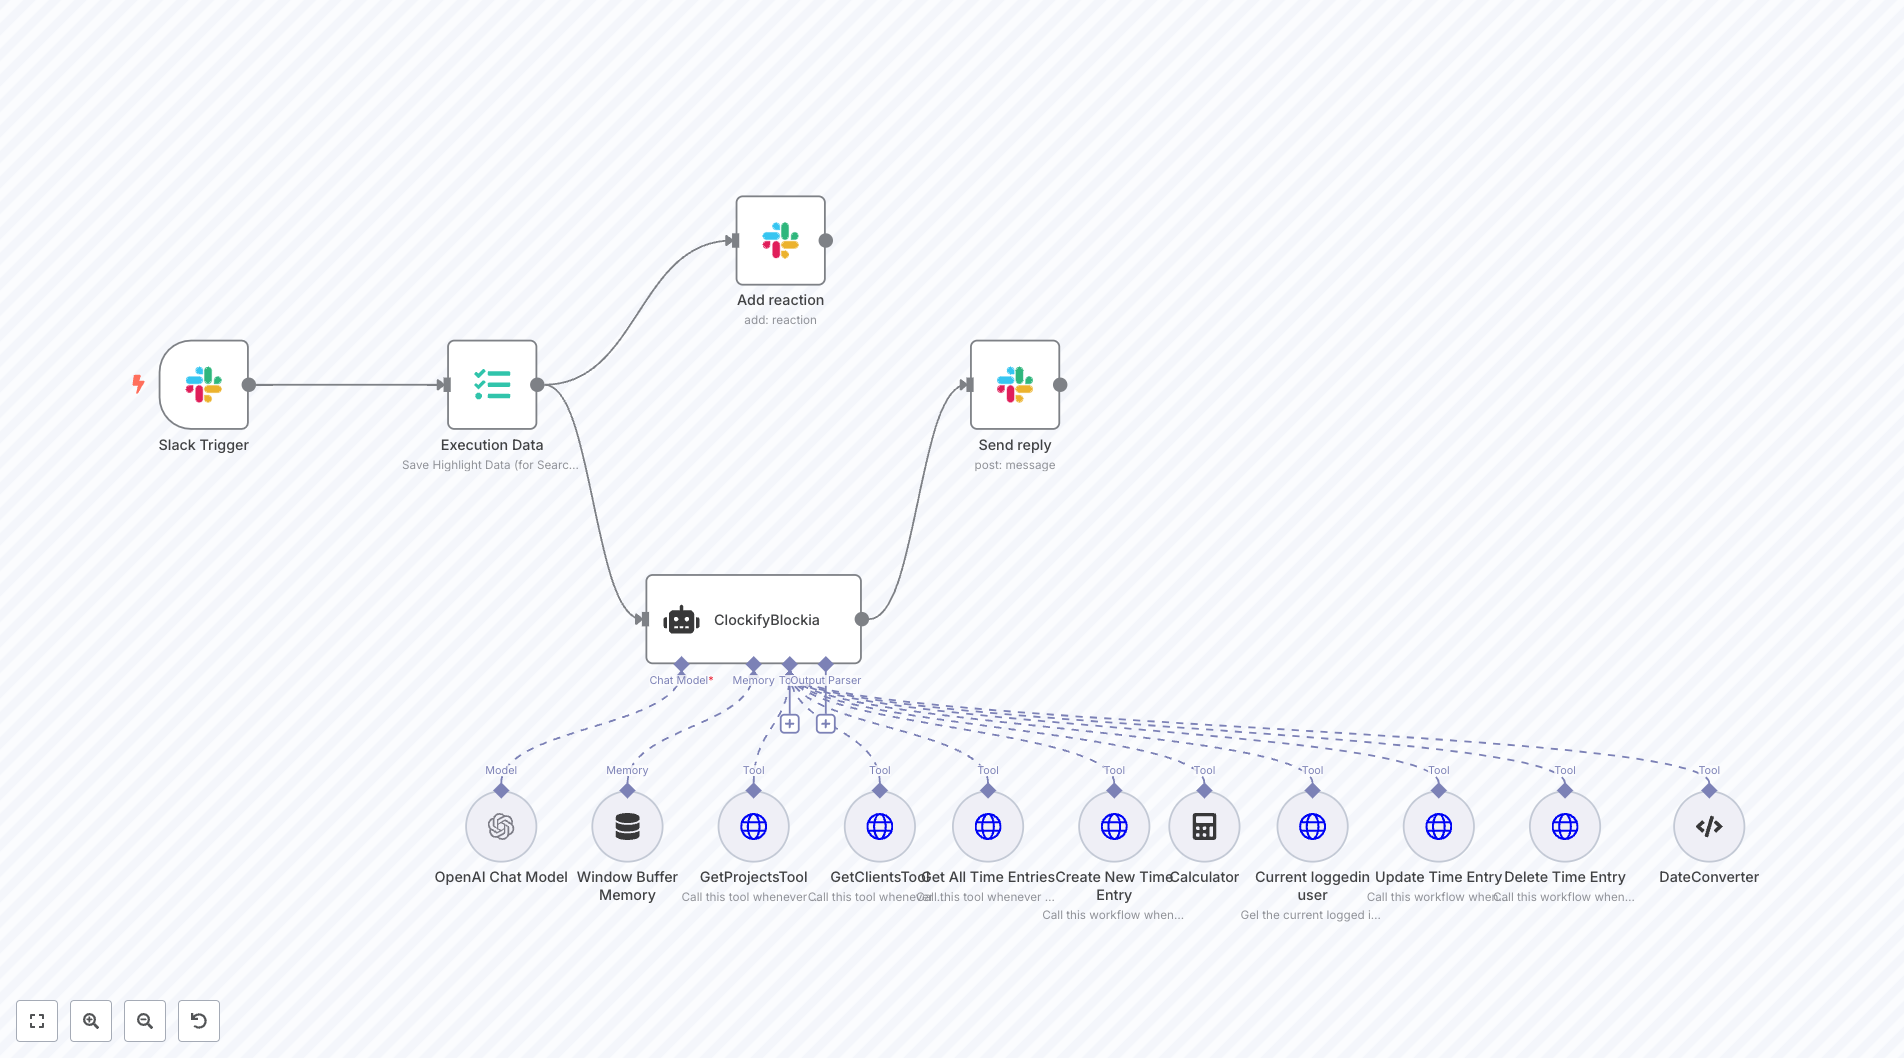 Add reaction
add: reaction
Slack Trigger
Execution Data
Save Highlight Data (for Searc...
Send reply
post: message
ClockifyBlockia
Chat Model*
Memory
Output Parser
Model
Memory
Tool
Tool
Tool
Tool
Tool
Tool
Tool
Tool
Tool
OpenAI Chat Model
Window Buffer
Memory
GetProjectsTool
Call this tool whenever ...
GetClientsTool
Call this tool whenever ...
Get All Time Entries
Call this tool whenever ...
Create New Time
Entry
Call this workflow when...
Calculator
Current loggedin
user
Gel the current logged i...
Update Time Entry
Call this workflow when...
Delete Time Entry
Call this workflow when...
DateConverter